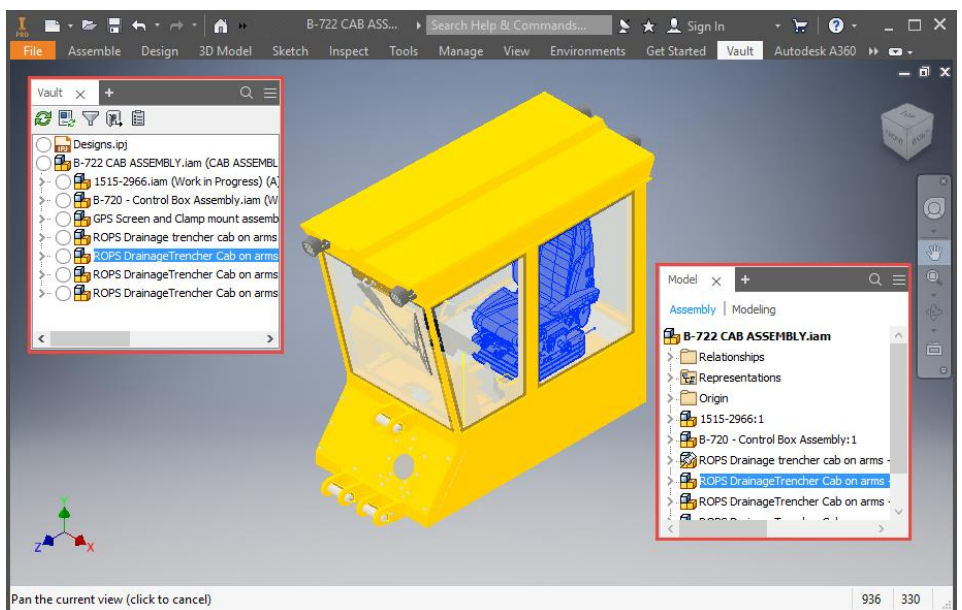 PRO
B-722 CAB ASS...
Search Help & Commands...
Sign In
File Assemble Design 3D Model Sketch Inspect Tools Manage View Environments Get Started Vault Autodesk A360
Vault
Designs.ipj
B-722 CAB ASSEMBLY.iam (CAB ASSEMBL
1515-2966.iam (Work in Progress) (A)
B-720 - Control Box Assembly.iam (W
GPS Screen and Clamp mount assemb
ROPS Drainage trencher cab on arms
ROPS DrainageTrencher Cab on arms
ROPS DrainageTrencher Cab on arms
ROPS DrainageTrencher Cab on arms
Model
Assembly | Modeling
B-722 CAB ASSEMBLY.iam
Relationships
Representations
Origin
1515-2966:1
B-720 - Control Box Assembly:1
ROPS Drainage trencher cab on arms -
ROPS DrainageTrencher Cab on arms -
ROPS DrainageTrencher Cab on arms -
Y
Z X
Pan the current view (click to cancel)
936 330